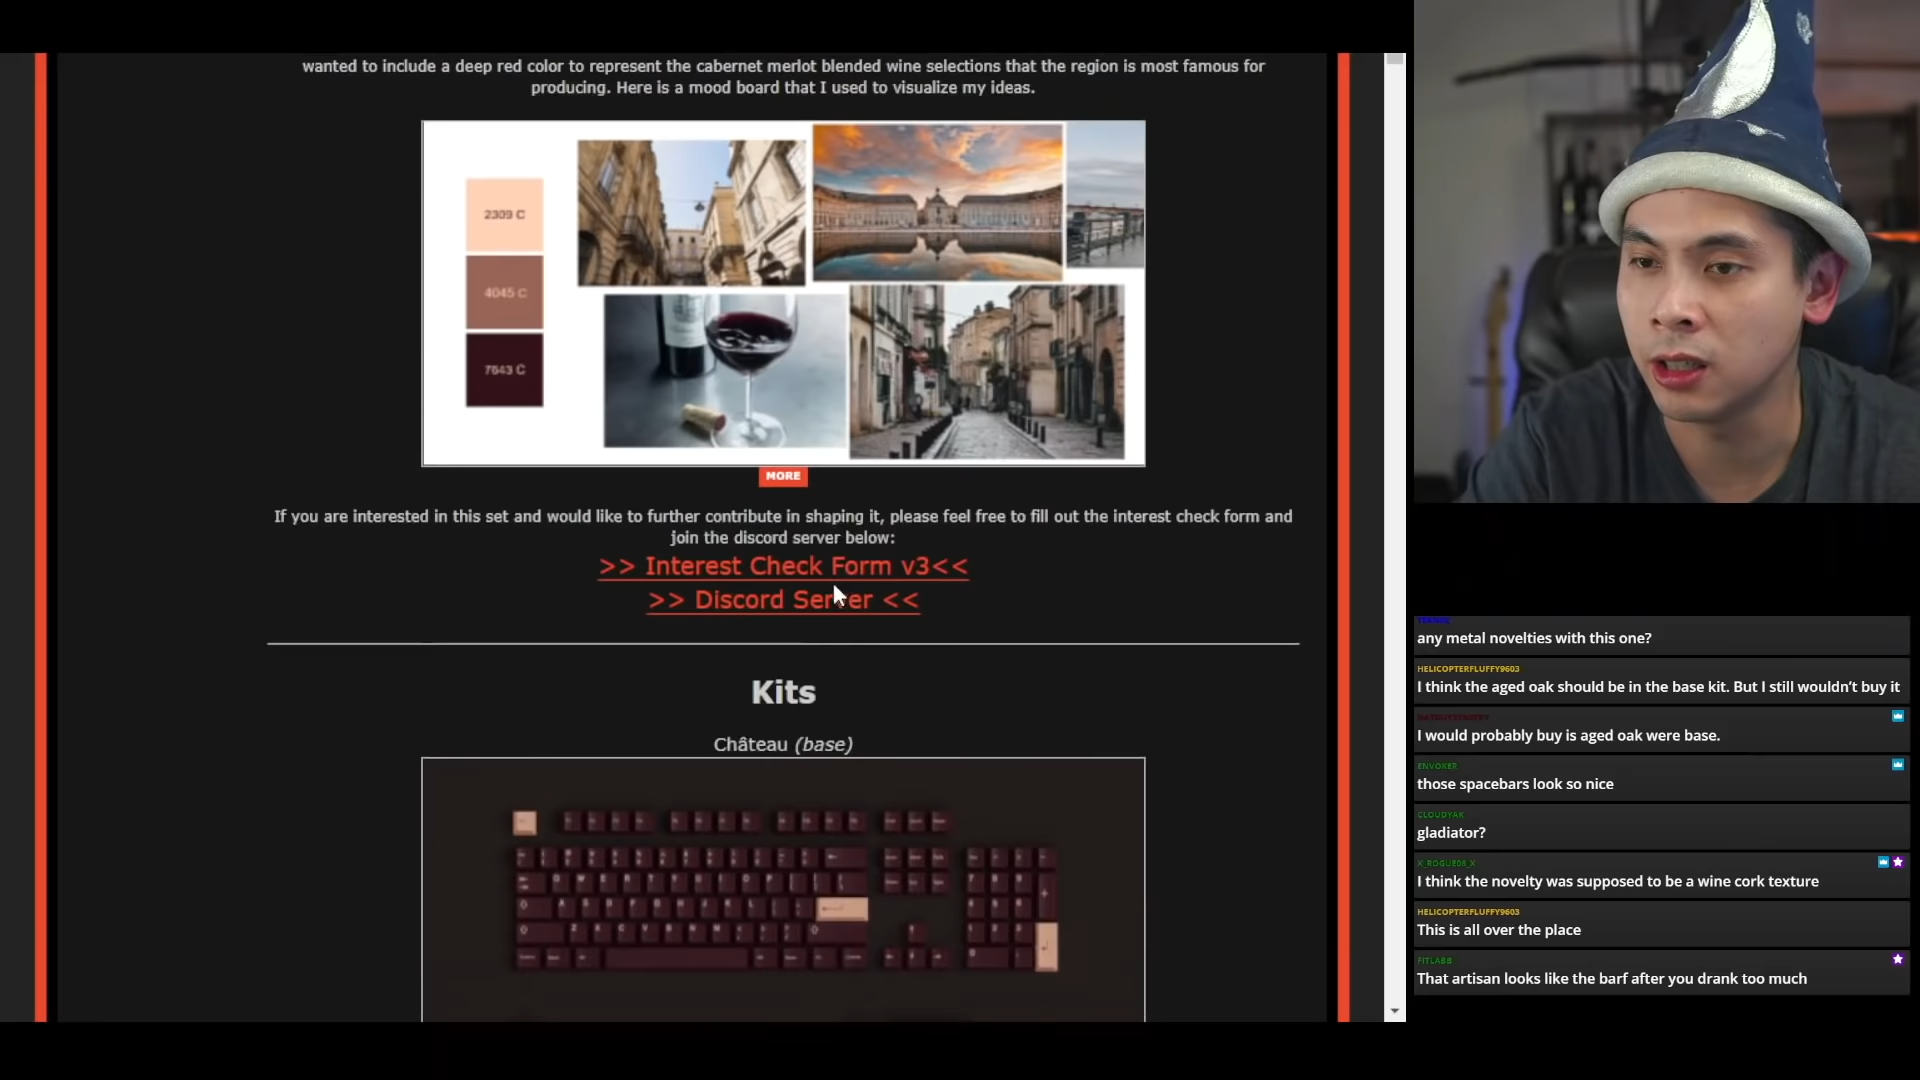 wanted to include a deep red color to represent the cabernet merlot blended wine selections that the region is most famous for
producing. Here is a mood board that I used to visualize my ideas.
2309 C
4045 C
7643 C
MORE
If you are interested in this set and would like to further contribute in shaping it, please feel free to fill out the interest check form and
join the discord server below:
>> Interest Check Form v3<<
>> Discord Server <<
Kits
Château (base)
any metal novelties with this one?
HELICOPTERFLUFFY9603
I think the aged oak should be in the base kit. But I still wouldn't buy it
I would probably buy is aged oak were base.
ENVOKER
those spacebars look so nice
CLOUDYAK
gladiator?
X_ROGUE08_X
I think the novelty was supposed to be a wine cork texture
HELICOPTERFLUFFY9603
This is all over the place
FITLABB
That artisan looks like the barf after you drank too much